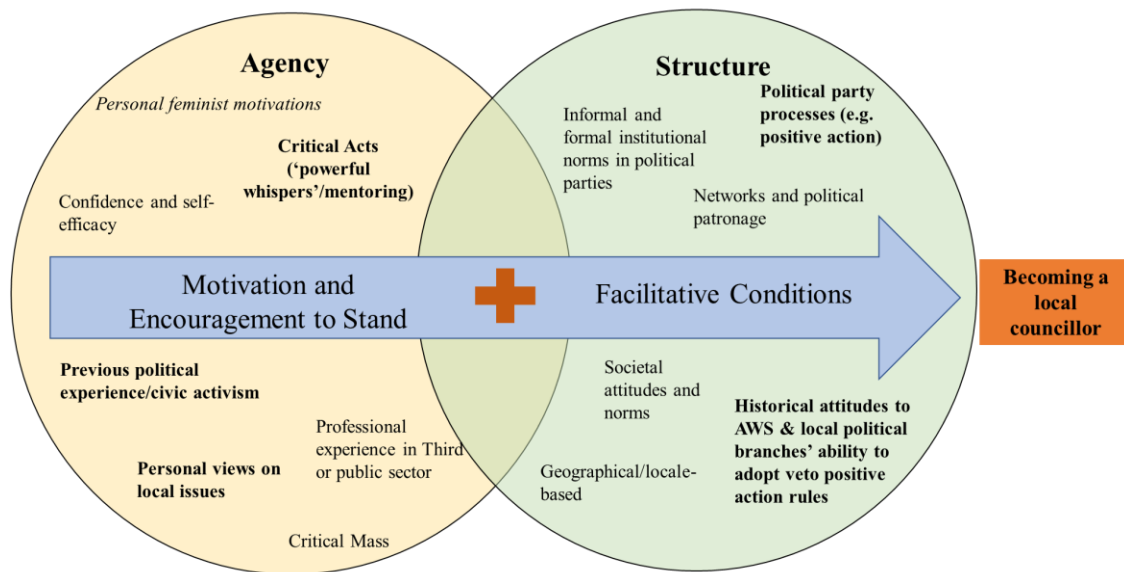 Agency
Personal feminist motivations
Critical Acts
(‘powerful
whispers’/mentoring)
Confidence and self-
efficacy
Motivation and
Encouragement to Stand
Previous political
experience/civic activism
Professional
experience in Third
or public sector
Personal views on
local issues
Critical Mass
Structure
Political party
processes (e.g.
positive action)
Informal and
formal institutional
norms in political
parties
Networks and political
patronage
Facilitative Conditions
Societal
attitudes and
norms
Historical attitudes to
AWS & local political
branches’ ability to
adopt veto positive
action rules
Geographical/locale-
based
Becoming a
local
councillor